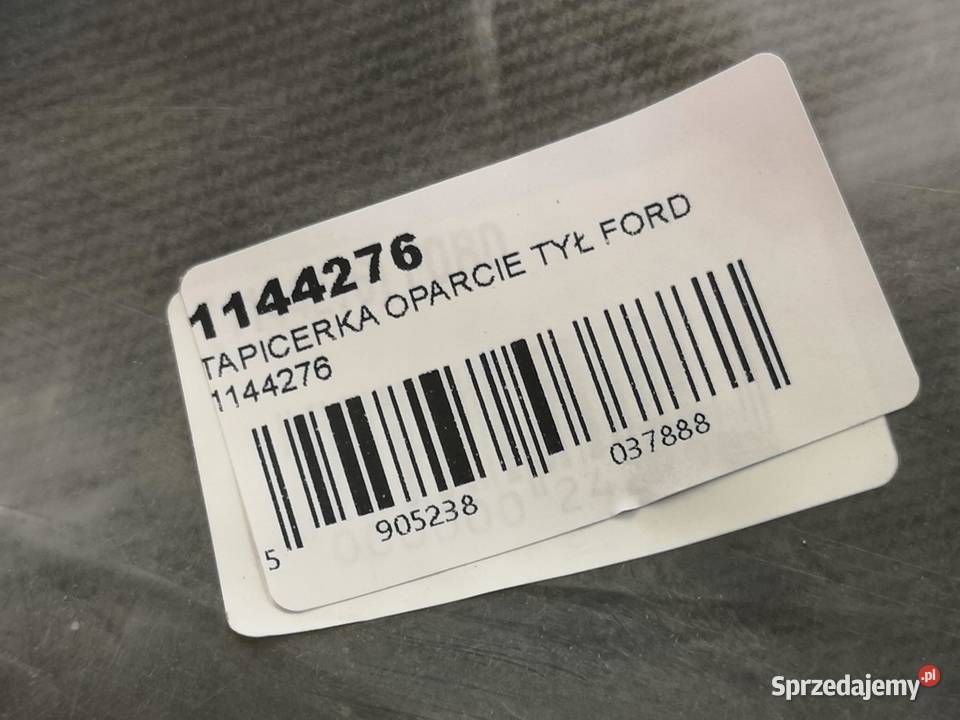 1144276
TAPICERKA OPARCIE TYŁ FORD
1144276
5 905238 037888
Sprzedajemy.pl